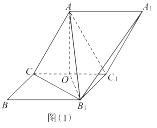 A A₁
C O C₁
B B₁
图(1)